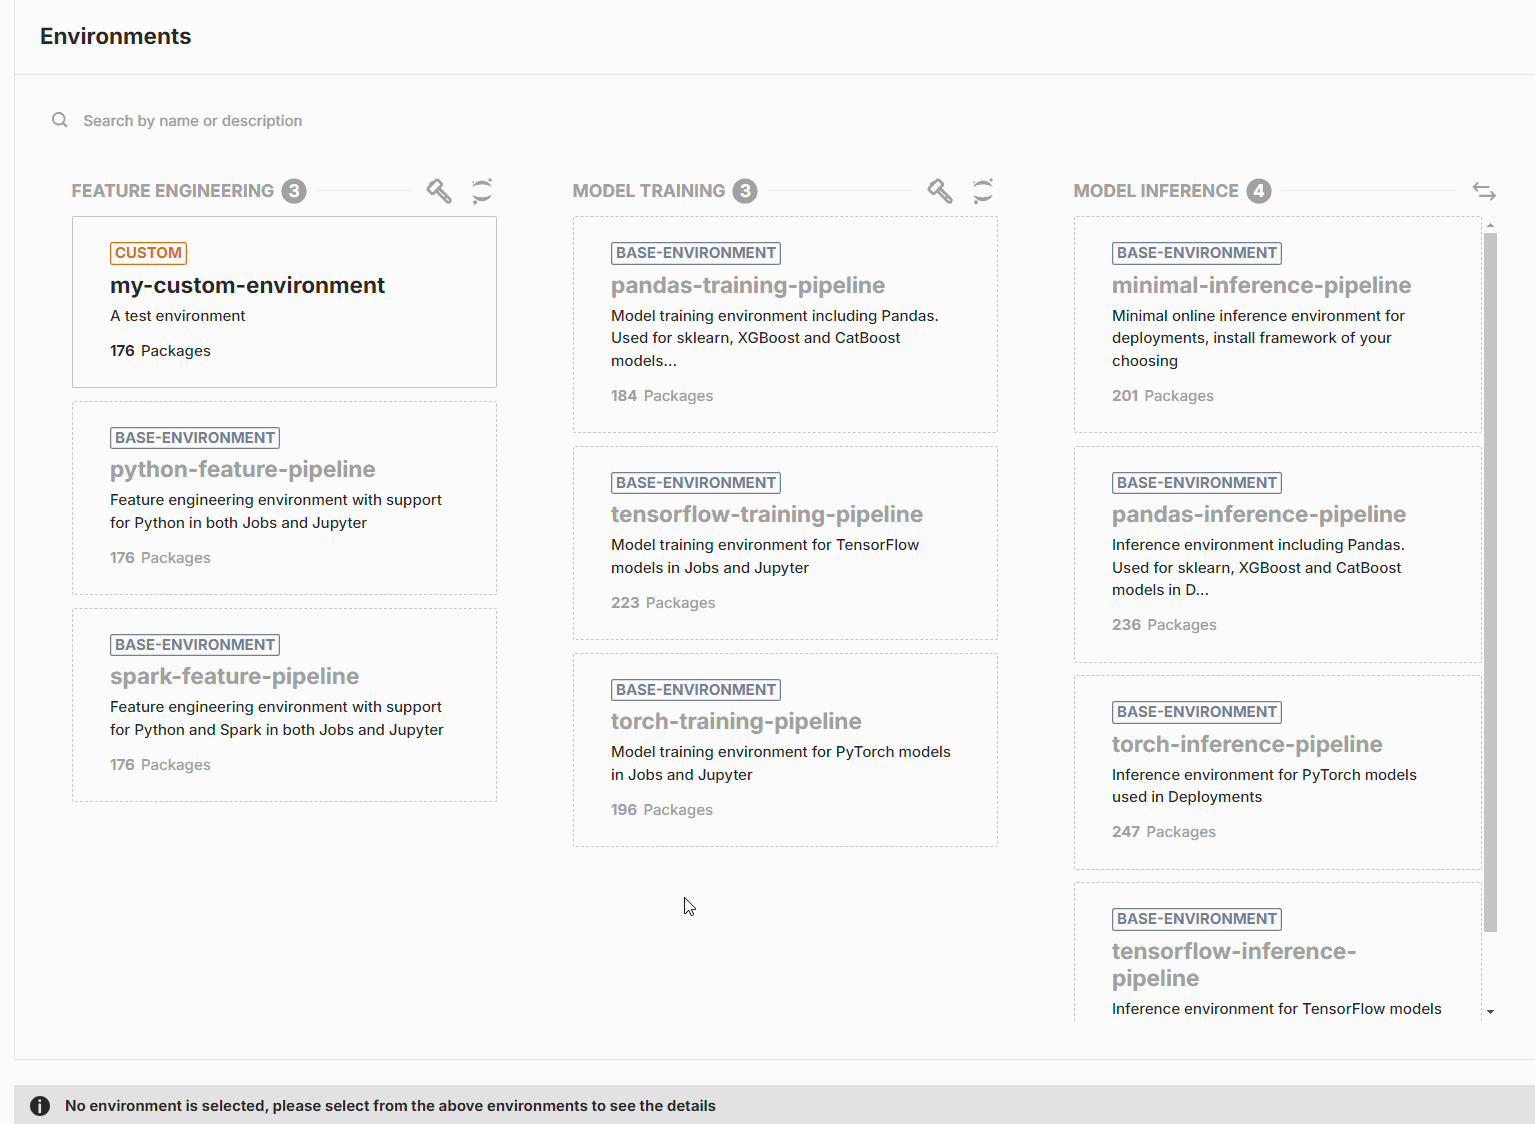 Environments
Search by name or description
FEATURE ENGINEERING 3
CUSTOM
my-custom-environment
A test environment
176 Packages
BASE-ENVIRONMENT
python-feature-pipeline
Feature engineering environment with support
for Python in both Jobs and Jupyter
176 Packages
BASE-ENVIRONMENT
spark-feature-pipeline
Feature engineering environment with support
for Python and Spark in both Jobs and Jupyter
176 Packages
MODEL TRAINING 3
BASE-ENVIRONMENT
pandas-training-pipeline
Model training environment including Pandas.
Used for sklearn, XGBoost and CatBoost
models...
184 Packages
BASE-ENVIRONMENT
tensorflow-training-pipeline
Model training environment for TensorFlow
models in Jobs and Jupyter
223 Packages
BASE-ENVIRONMENT
torch-training-pipeline
Model training environment for PyTorch models
in Jobs and Jupyter
196 Packages
MODEL INFERENCE 4
BASE-ENVIRONMENT
minimal-inference-pipeline
Minimal online inference environment for
deployments, install framework of your
choosing
201 Packages
BASE-ENVIRONMENT
pandas-inference-pipeline
Inference environment including Pandas.
Used for sklearn, XGBoost and CatBoost
models in D...
236 Packages
BASE-ENVIRONMENT
torch-inference-pipeline
Inference environment for PyTorch models
used in Deployments
247 Packages
BASE-ENVIRONMENT
tensorflow-inference-
pipeline
Inference environment for TensorFlow models
No environment is selected, please select from the above environments to see the details